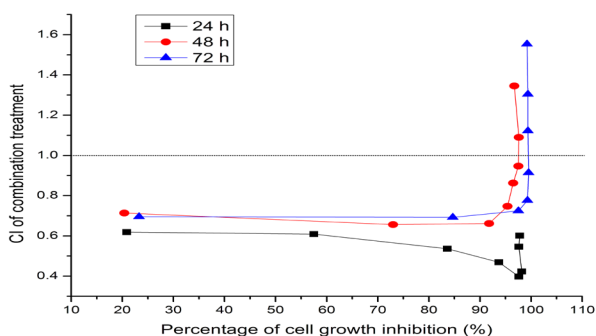 24 h
48 h
72 h
CI of combination treatment
1.6
1.4
1.2
1.0
0.8
0.6
0.4
10 20 30 40 50 60 70 80 90 100 110
Percentage of cell growth inhibition (%)